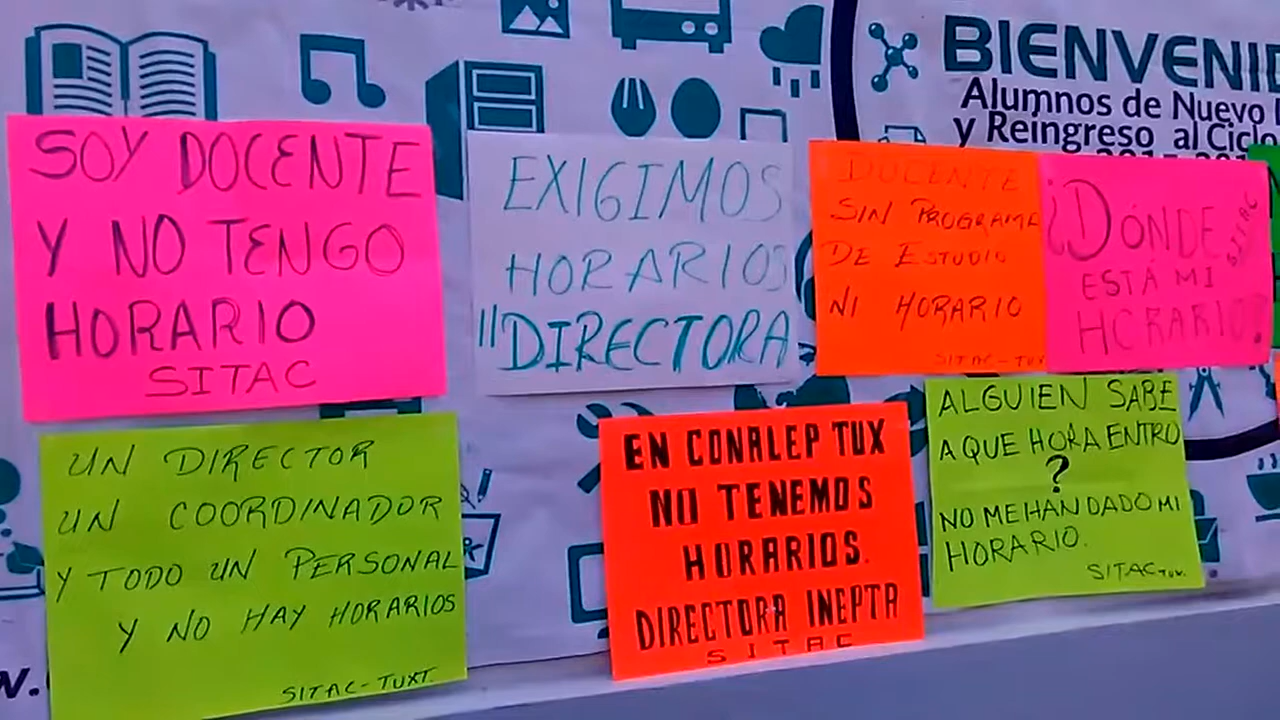 BIENVENID
Alumnos de Nuevo I
y Reingreso al Ciclo
SOY DOCENTE
Y NO TENGO
HORARIO
SITAC
EXIGIMOS
HORARIOS
"DIRECTORA
DOCENTE
SIN PROGRAMA
DE ESTUDIO
NI HORARIO
SITAC-TUX
¿DÓNDE
ESTÁ MI
HORARIO?
SITAC
UN DIRECTOR
UN COORDINADOR
Y TODO UN PERSONAL
Y NO HAY HORARIOS
SITAC-TUXT.
EN CONALEP TUX
NO TENEMOS
HORARIOS.
DIRECTORA INEPTA
SITAC
ALGUIEN SABE
A QUE HORA ENTRO
?
NO ME HAN DADO MI
HORARIO.
SITAC TUX.